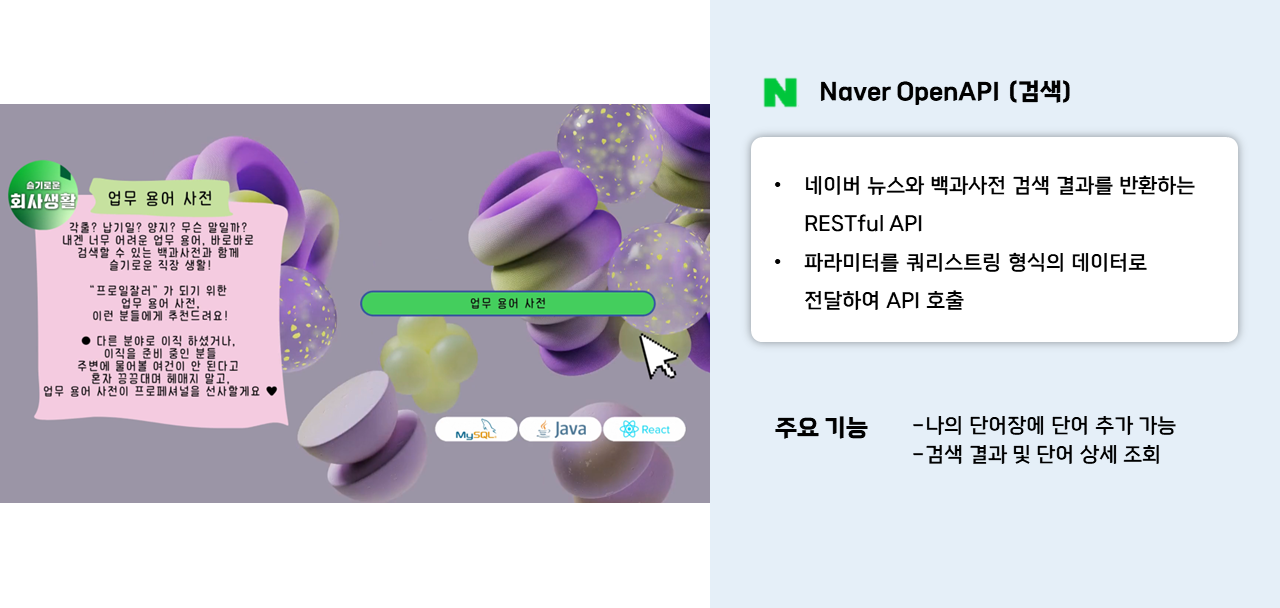 슬기로운
회사생활
업무 용어 사전
각출? 납기일? 양지? 무슨 말일까?
내겐 너무 어려운 업무 용어, 바로바로
검색할 수 있는 백과사전과 함께
슬기로운 직장 생활!
"프로일잘러" 가 되기 위한
업무 용어 사전,
이런 분들에게 추천드려요!
● 다른 분야로 이직 하셨거나,
이직을 준비 중인 분들
주변에 물어볼 여건이 안 된다고
혼자 끙끙대며 헤매지 말고,
업무 용어 사전이 프로페셔널을 선사할게요 ♥
업무 용어 사전
MySQL
Java
React
N Naver OpenAPI (검색)
• 네이버 뉴스와 백과사전 검색 결과를 반환하는
RESTful API
• 파라미터를 쿼리스트링 형식의 데이터로
전달하여 API 호출
주요 기능
-나의 단어장에 단어 추가 가능
-검색 결과 및 단어 상세 조회